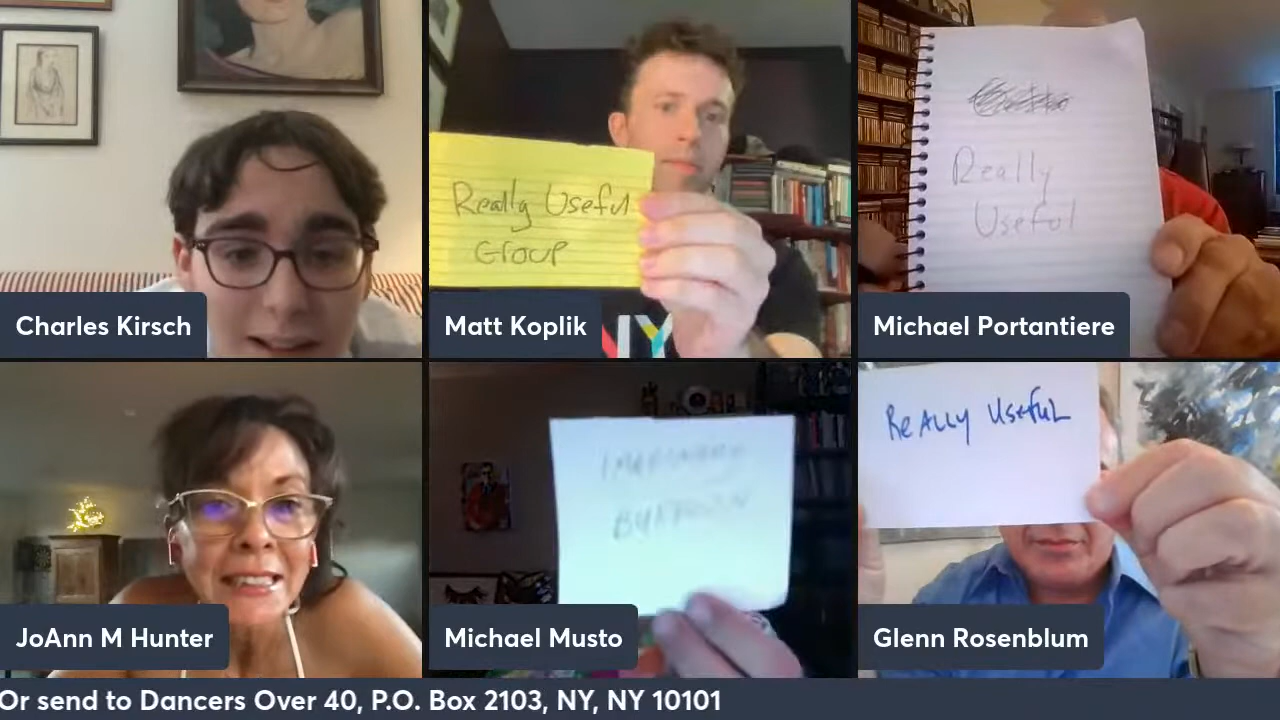 Really Useful
Group
Really
Useful
Charles Kirsch
Matt Koplik
Michael Portantiere
ReALLY UsefuL
JoAnn M Hunter
Michael Musto
Glenn Rosenblum
Or send to Dancers Over 40, P.O. Box 2103, NY, NY 10101